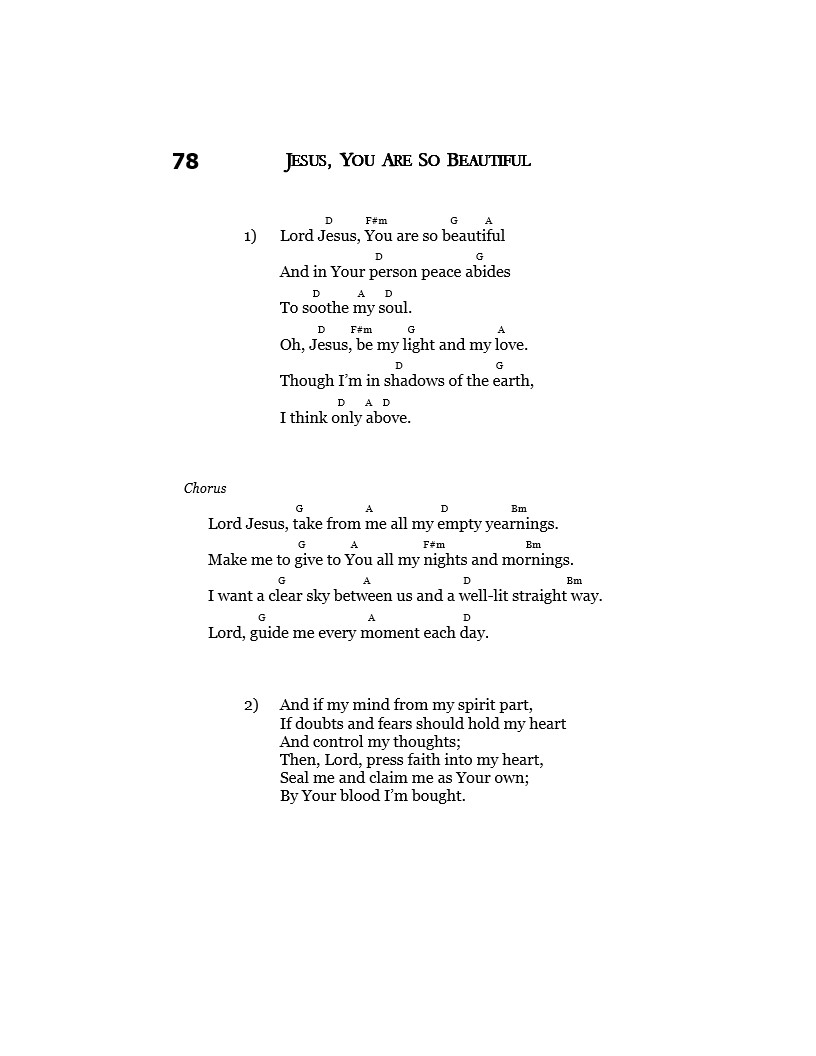 78 Jesus, You Are So Beautiful
D F#m G A
1) Lord Jesus, You are so beautiful
D G
And in Your person peace abides
D A D
To soothe my soul.
D F#m G A
Oh, Jesus, be my light and my love.
D G
Though I’m in shadows of the earth,
D A D
I think only above.
Chorus
G A D Bm
Lord Jesus, take from me all my empty yearnings.
G A F#m Bm
Make me to give to You all my nights and mornings.
G A D Bm
I want a clear sky between us and a well-lit straight way.
G A D
Lord, guide me every moment each day.
2) And if my mind from my spirit part,
If doubts and fears should hold my heart
And control my thoughts;
Then, Lord, press faith into my heart,
Seal me and claim me as Your own;
By Your blood I’m bought.